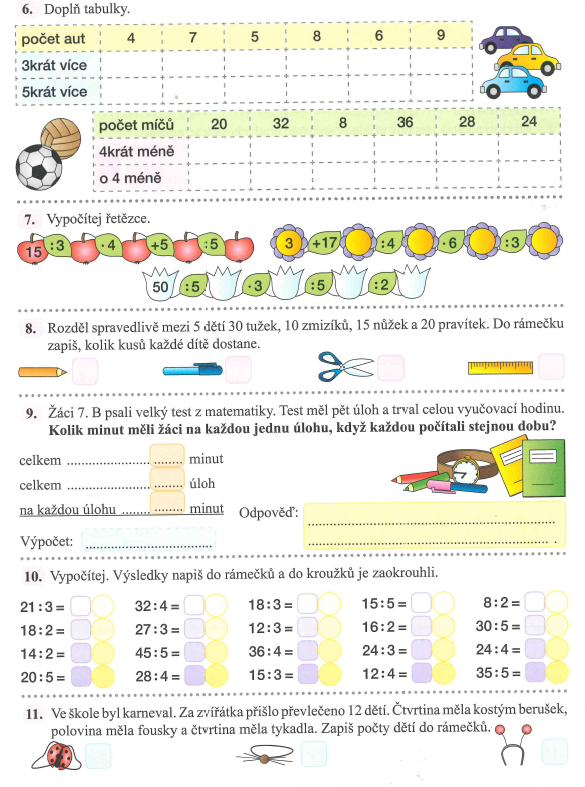 6. Doplň tabulky.
počet aut 4 7 5 8 6 9
3krát více
5krát více
počet míčů 20 32 8 36 28 24
4krát méně
o 4 méně
7. Vypočítej řetězce.
15 :3 ·4 +5 :5 3 +17 :4 ·6 :3
50 :5 ·3 :5 :2
8. Rozděl spravedlivě mezi 5 dětí 30 tužek, 10 zmizíků, 15 nůžek a 20 pravítek. Do rámečku
zapiš, kolik kusů každé dítě dostane.
9. Žáci 7. B psali velký test z matematiky. Test měl pět úloh a trval celou vyučovací hodinu.
Kolik minut měli žáci na každou jednu úlohu, když každou počítali stejnou dobu?
celkem ........................ minut
celkem ........................ úloh
na každou úlohu ............... minut Odpověď: ........................
Výpočet: ........................
10. Vypočítej. Výsledky napiš do rámečků a do kroužků je zaokrouhli.
21:3= 32:4= 18:3= 15:5= 8:2=
18:2= 27:3= 12:3= 16:2= 30:5=
14:2= 45:5= 36:4= 24:3= 24:4=
20:5= 28:4= 15:3= 12:4= 35:5=
11. Ve škole byl karneval. Za zvířátka přišlo převlečeno 12 dětí. Čtvrtina měla kostým berušek,
polovina měla fousky a čtvrtina měla tykadla. Zapiš počty dětí do rámečků.